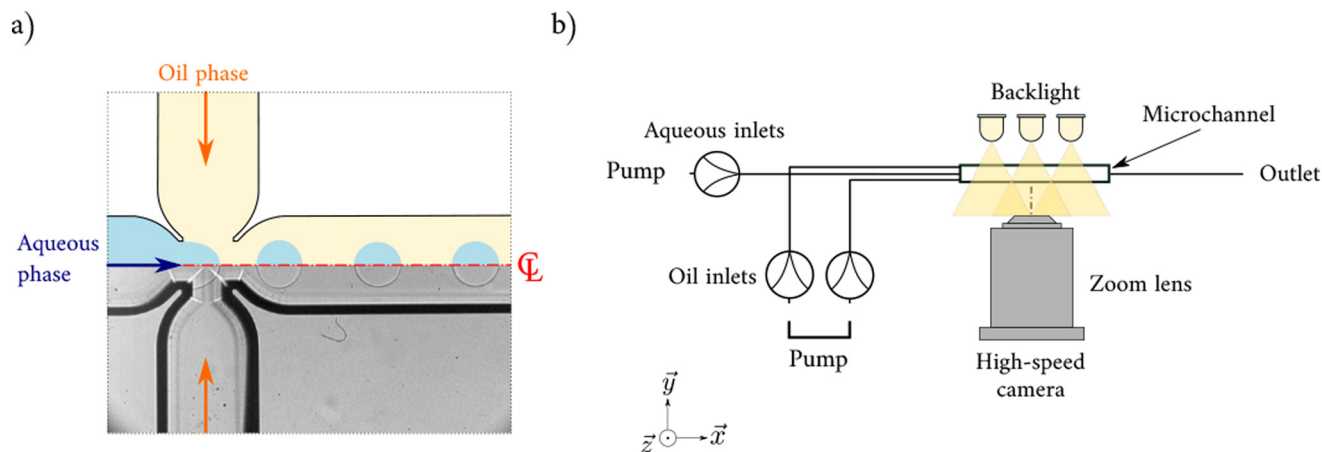 a)
Oil phase
Aqueous
phase
℄
b)
Backlight
Microchannel
Aqueous inlets
Pump
Outlet
Oil inlets
Zoom lens
Pump
High-speed
camera
y⃗
z⃗
x⃗